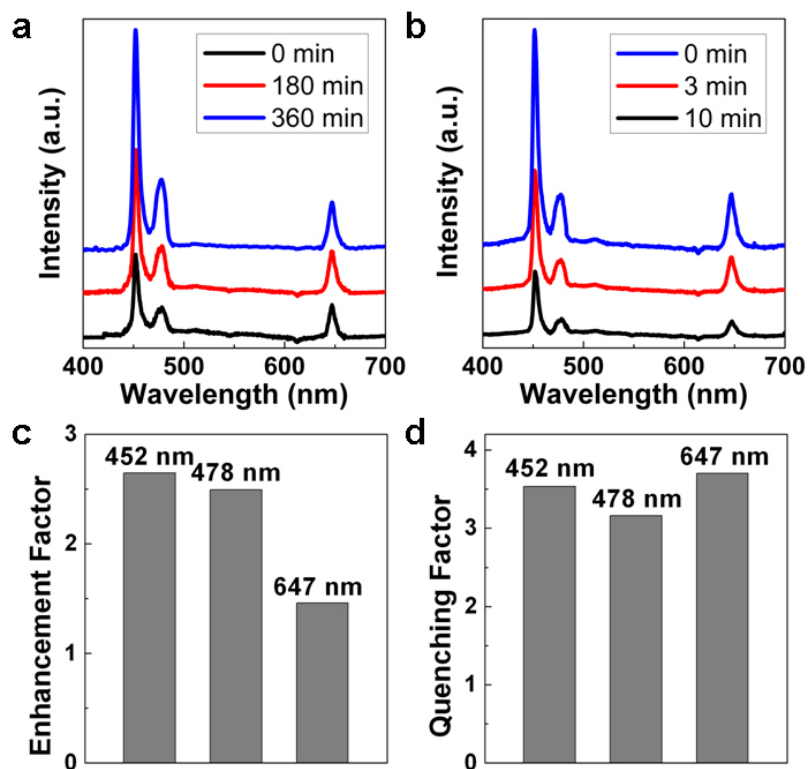 a
0 min
180 min
360 min
Intensity (a.u.)
400 500 600 700
Wavelength (nm)
b
0 min
3 min
10 min
Intensity (a.u.)
400 500 600 700
Wavelength (nm)
c
3
2
1
0
Enhancement Factor
452 nm
478 nm
647 nm
d
4
3
2
1
0
Quenching Factor
452 nm
478 nm
647 nm